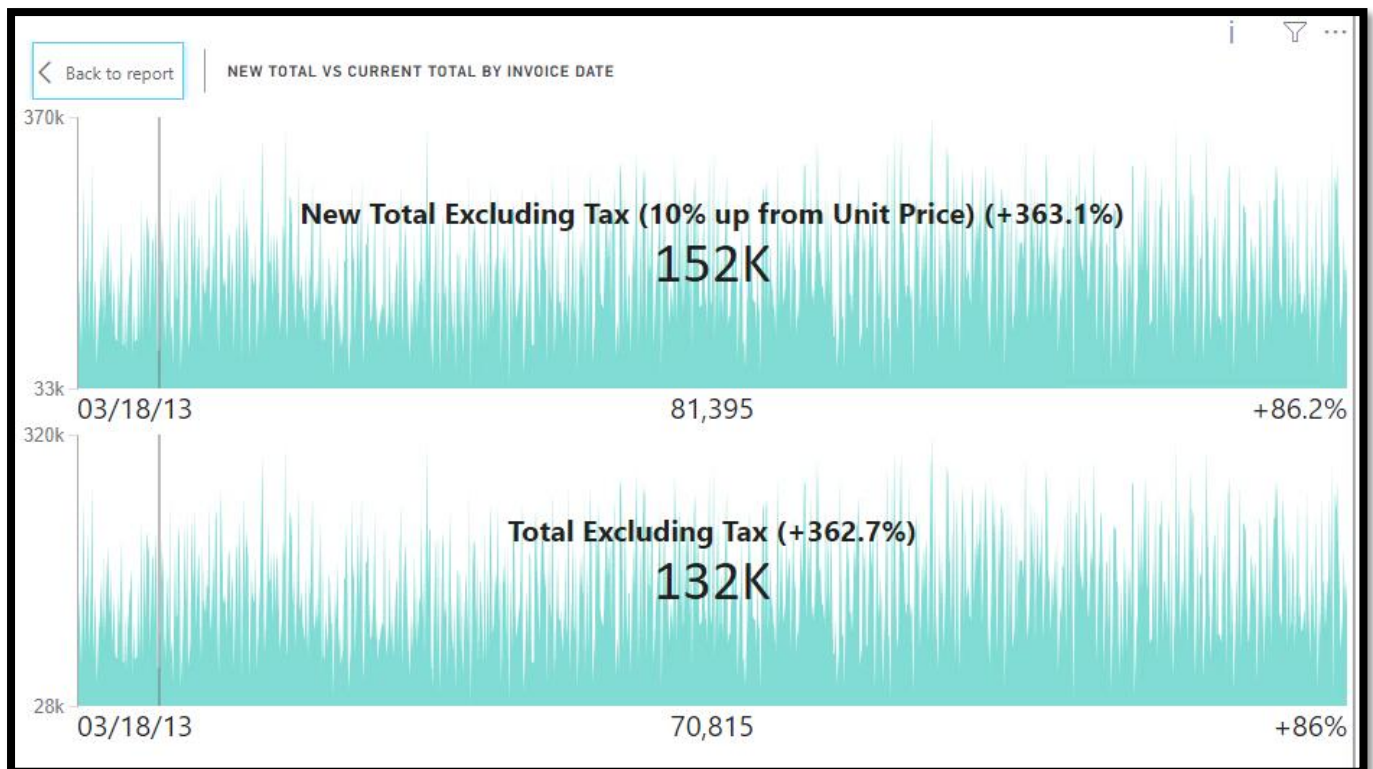 i
Back to report
NEW TOTAL VS CURRENT TOTAL BY INVOICE DATE
370k
New Total Excluding Tax (10% up from Unit Price) (+363.1%)
152K
33k
03/18/13 81,395 +86.2%
320k
Total Excluding Tax (+362.7%)
132K
28k
03/18/13 70,815 +86%